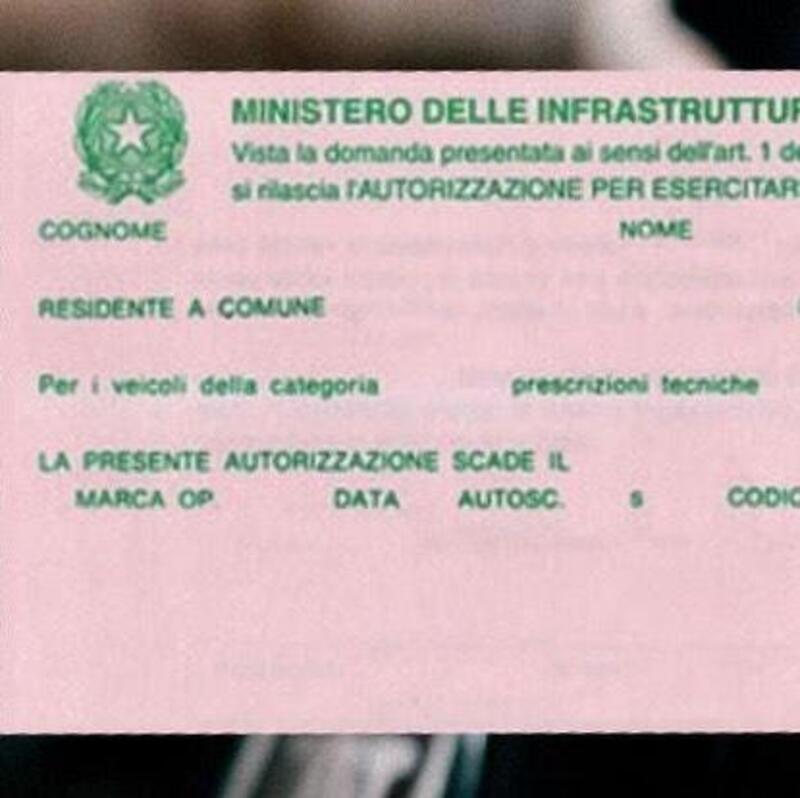 MINISTERO DELLE INFRASTRUTTUR
Vista la domanda presentata ai sensi dell'art. 1 de
si rilascia l'AUTORIZZAZIONE PER ESERCITAR
COGNOME NOME
RESIDENTE A COMUNE
Per i veicoli della categoria prescrizioni tecniche
LA PRESENTE AUTORIZZAZIONE SCADE IL
MARCA OP. DATA AUTOSC. s CODIC